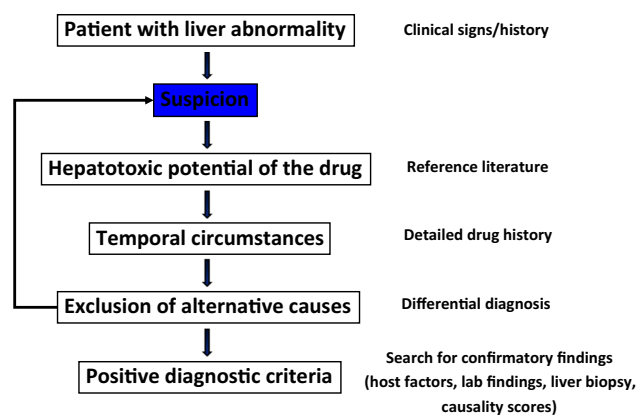 Patient with liver abnormality
Clinical signs/history
Suspicion
Hepatotoxic potential of the drug
Reference literature
Temporal circumstances
Detailed drug history
Exclusion of alternative causes
Differential diagnosis
Positive diagnostic criteria
Search for confirmatory findings
(host factors, lab findings, liver biopsy,
causality scores)